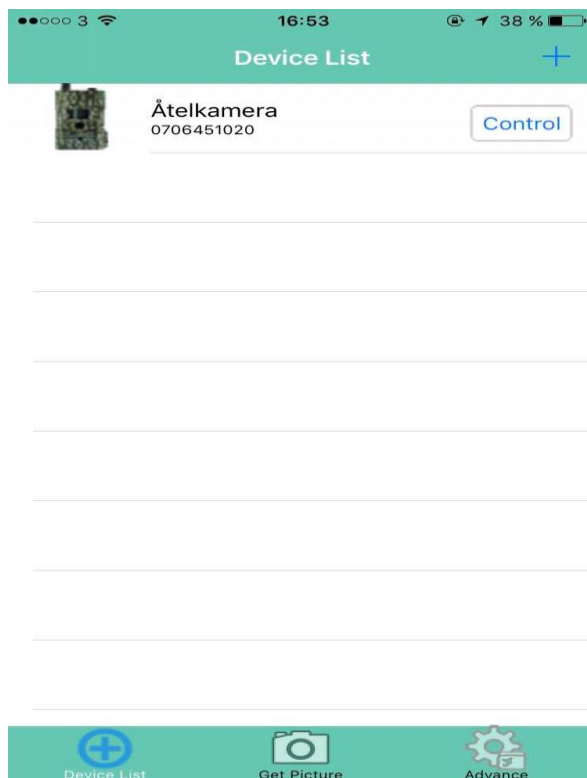 3 16:53 38 %
Device List
Åtelkamera
0706451020
Control
Device List Get Picture Advance